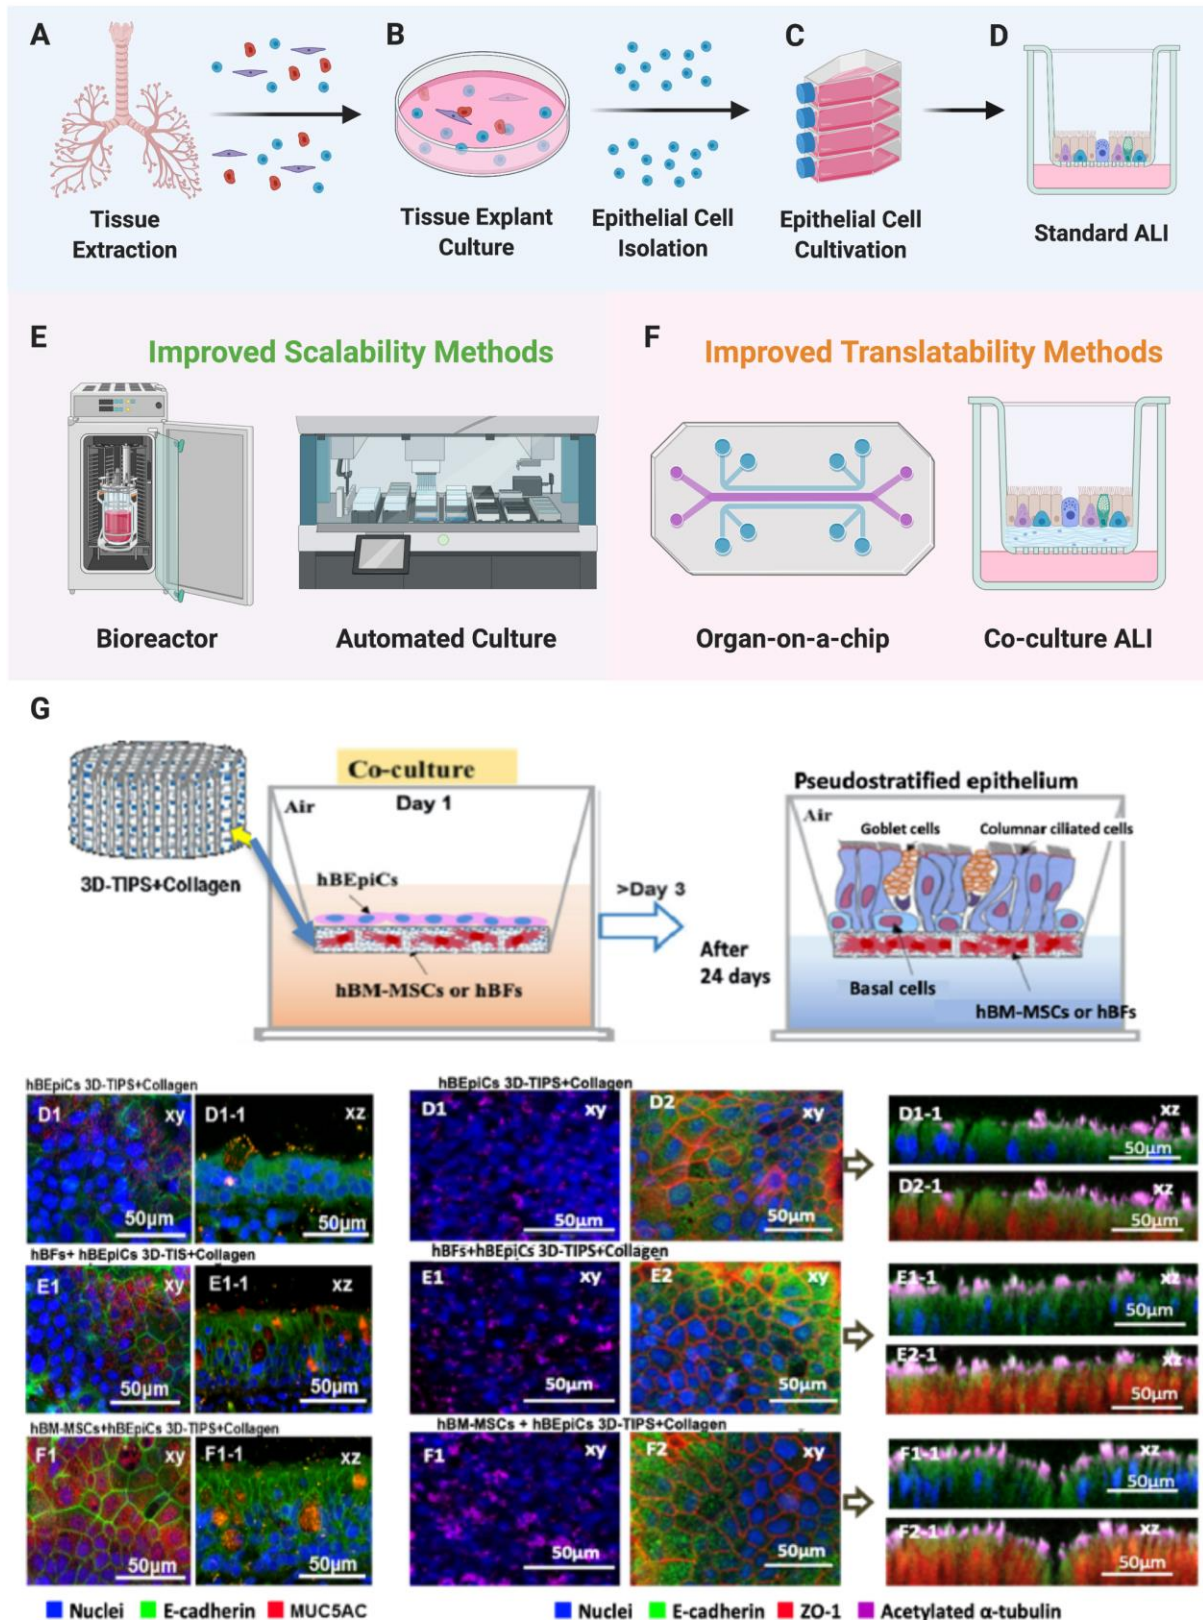 A
B
C
D
Tissue
Extraction
Tissue Explant
Culture
Epithelial Cell
Isolation
Epithelial Cell
Cultivation
Standard ALI
E
Improved Scalability Methods
Bioreactor
Automated Culture
F
Improved Translatability Methods
Organ-on-a-chip
Co-culture ALI
G
3D-TIPS+Collagen
Co-culture
Air
Day 1
hBEpiCs
hBM-MSCs or hBFs
>Day 3
After
24 days
Pseudostratified epithelium
Air
Goblet cells
Columnar ciliated cells
Basal cells
hBM-MSCs or hBFs
hBEpiCs 3D-TIPS+Collagen
D1
xy
50µm
D1-1
xz
50µm
hBFs+ hBEpiCs 3D-TIS+Collagen
E1
xy
50µm
E1-1
xz
50µm
hBM-MSCs+hBEpiCs 3D-TIPS+Collagen
F1
xy
50µm
F1-1
xz
50µm
Nuclei E-cadherin MUC5AC
hBEpiCs 3D-TIPS+Collagen
D1
xy
50µm
D2
xy
50µm
D1-1
xz
50µm
D2-1
xz
50µm
hBFs+hBEpiCs 3D-TIPS+Collagen
E1
xy
50µm
E2
xy
50µm
E1-1
xz
50µm
E2-1
xz
50µm
hBM-MSCs + hBEpiCs 3D-TIPS+Collagen
F1
xy
50µm
F2
xy
50µm
F1-1
xz
50µm
F2-1
xz
50µm
Nuclei E-cadherin ZO-1 Acetylated α-tubulin